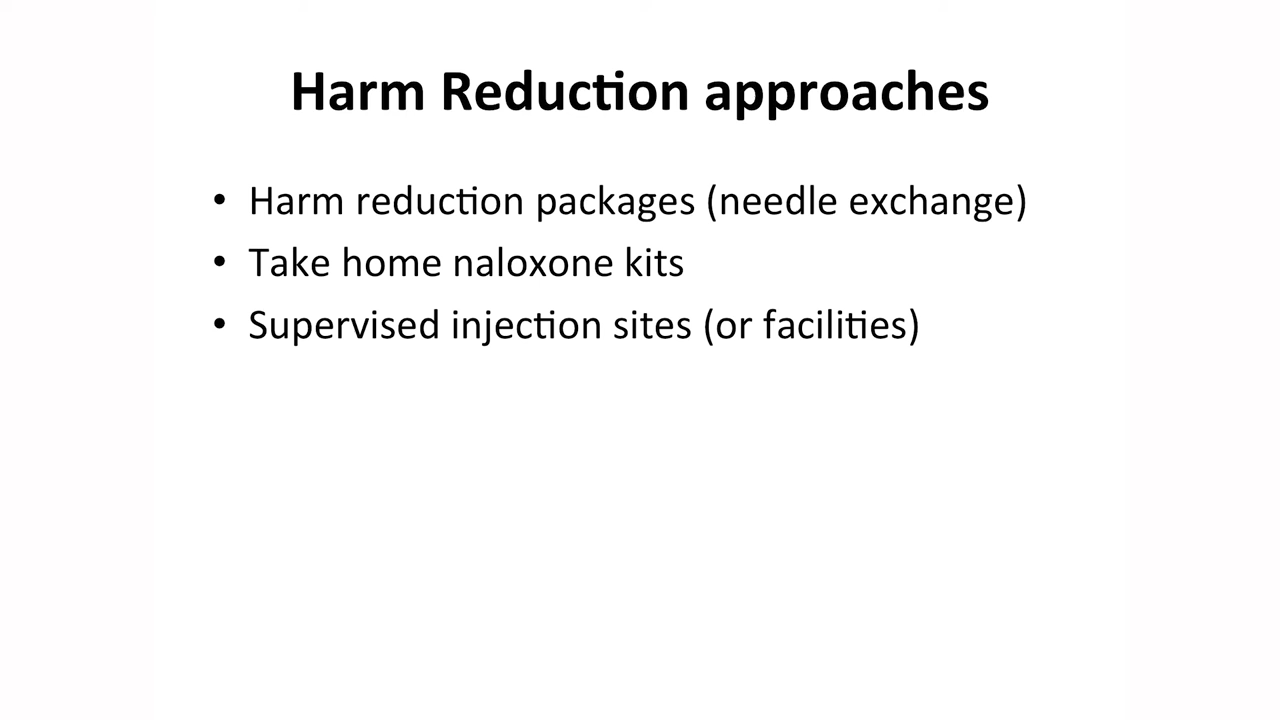 Harm Reduction approaches
• Harm reduction packages (needle exchange)
• Take home naloxone kits
• Supervised injection sites (or facilities)